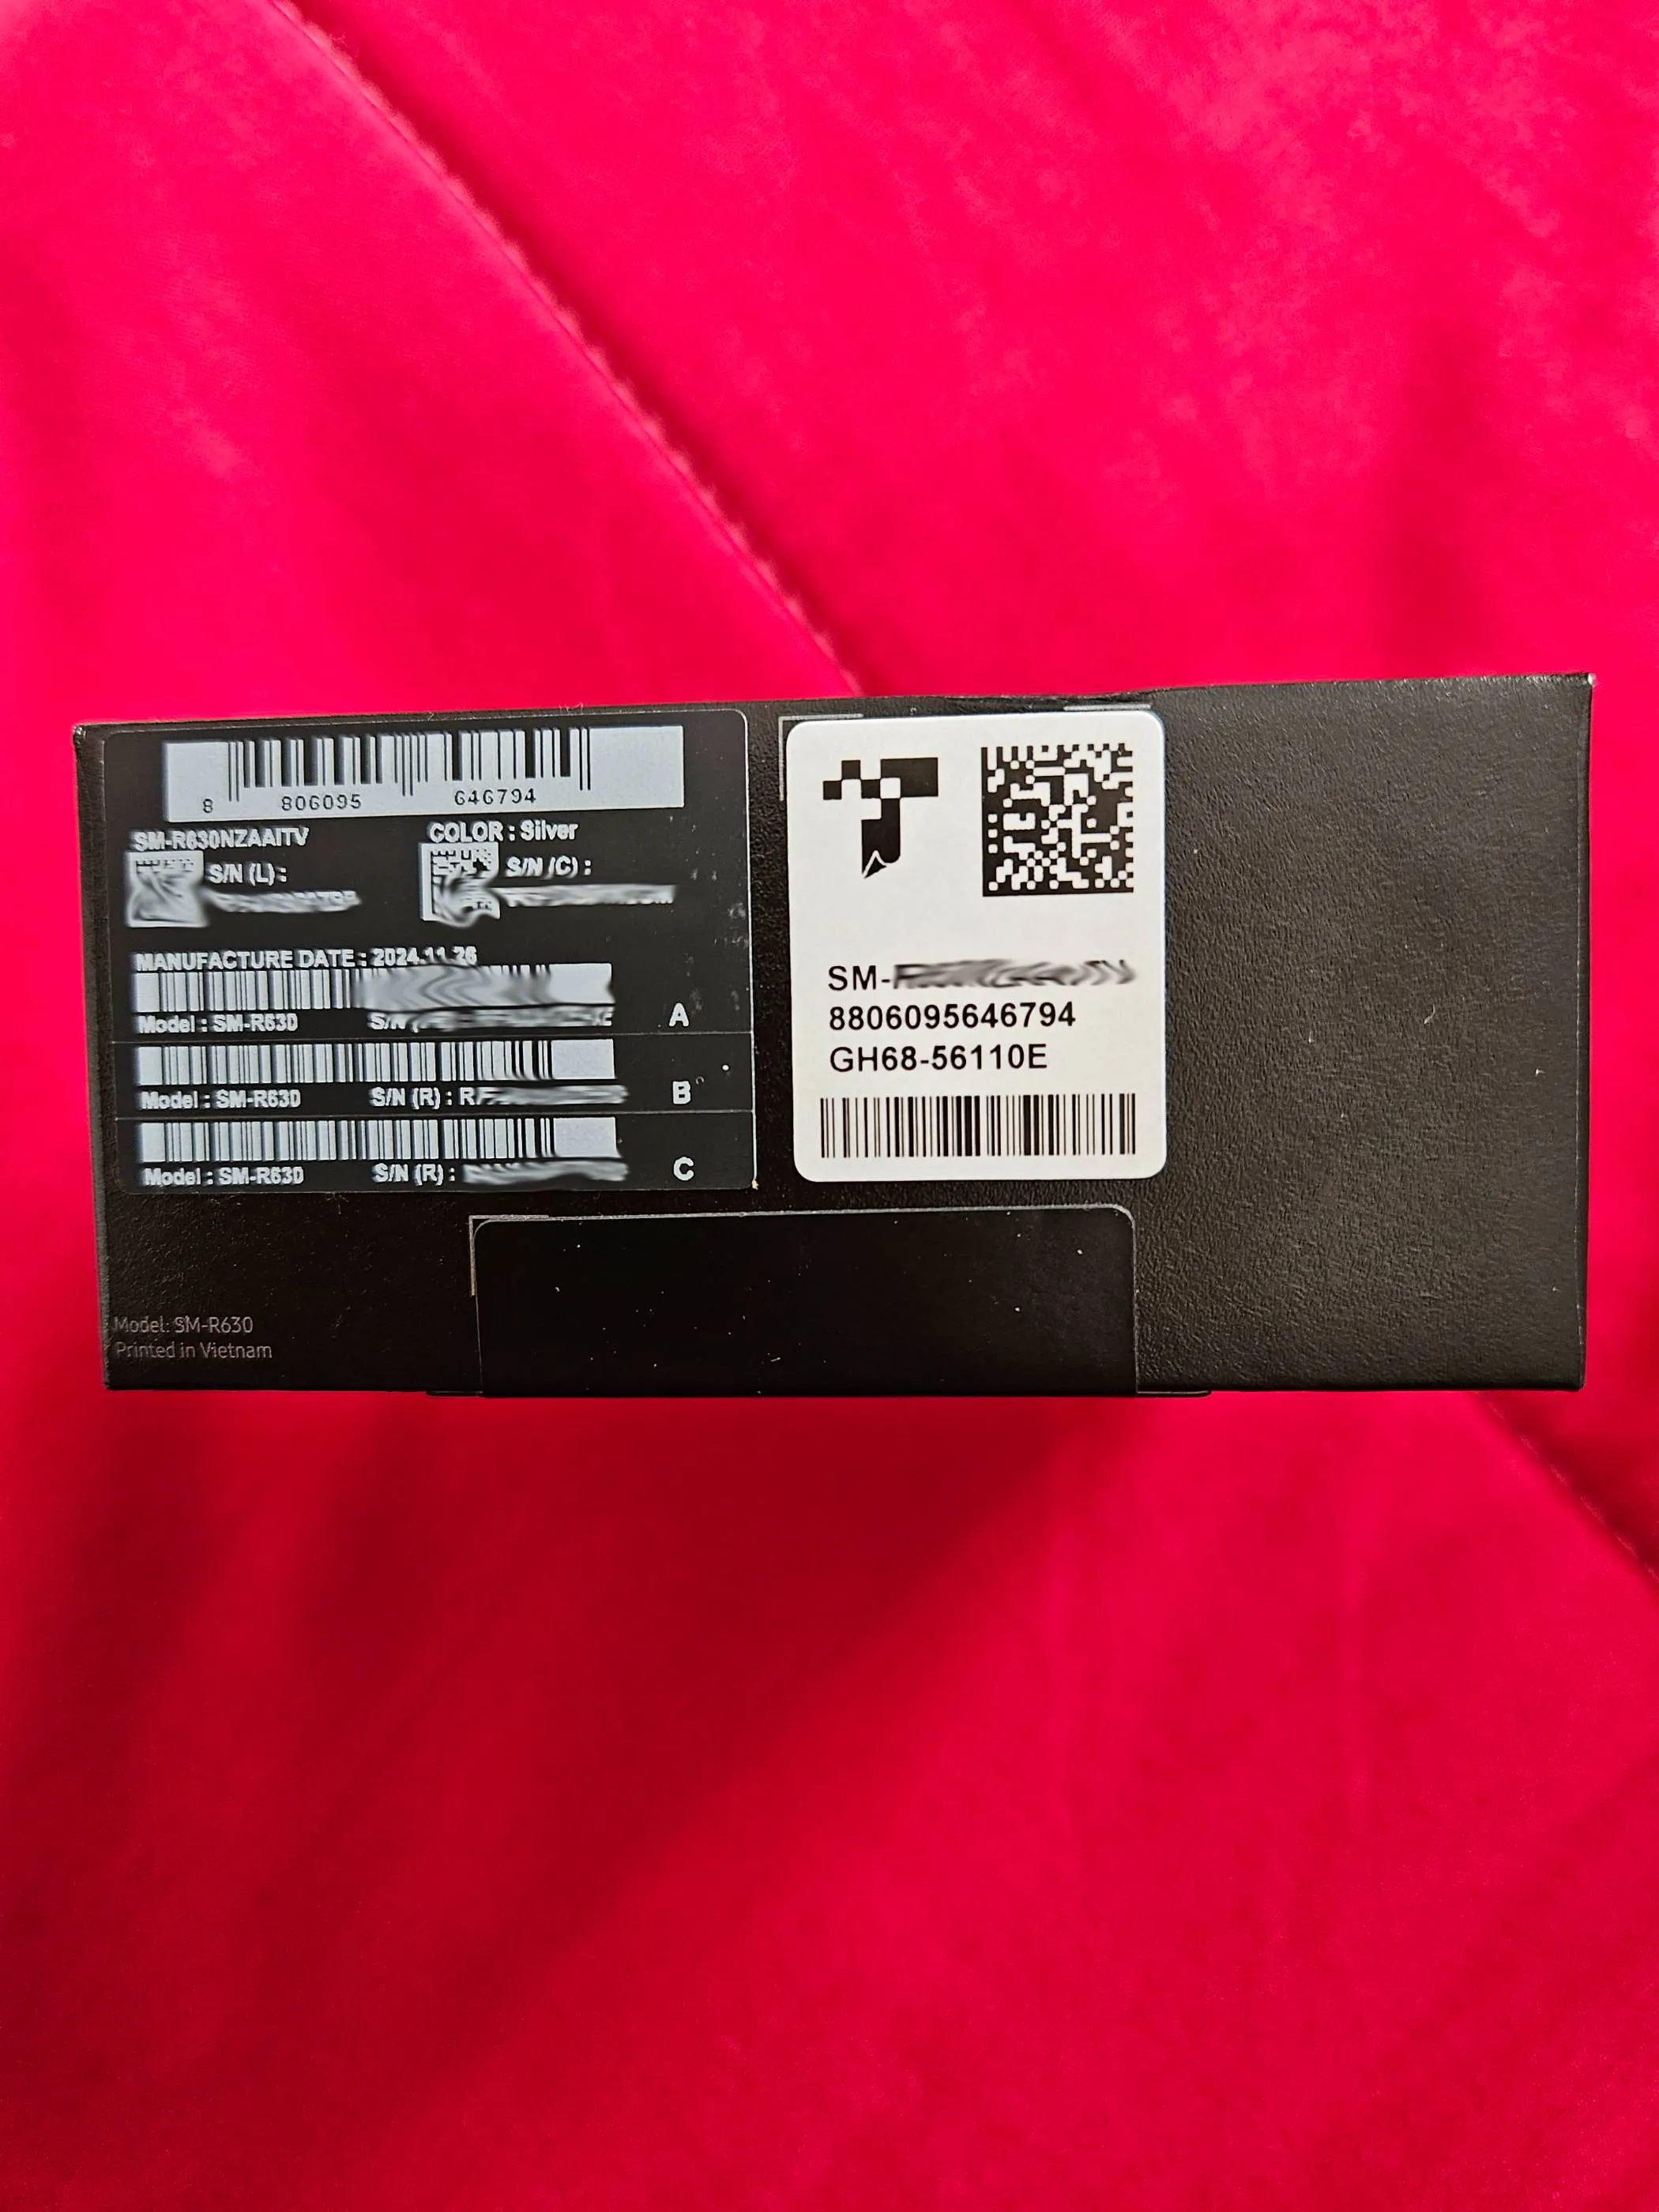 8 806095 646794
SM-R630NZAAITV COLOR : Silver
S/N (L) : S/N (C) :
MANUFACTURE DATE : 2024.11.26
Model : SM-R630 S/N A
Model : SM-R630 S/N (R) : B
Model : SM-R630 S/N (R) : C
SM-
8806095646794
GH68-56110E
Model: SM-R630
Printed in Vietnam